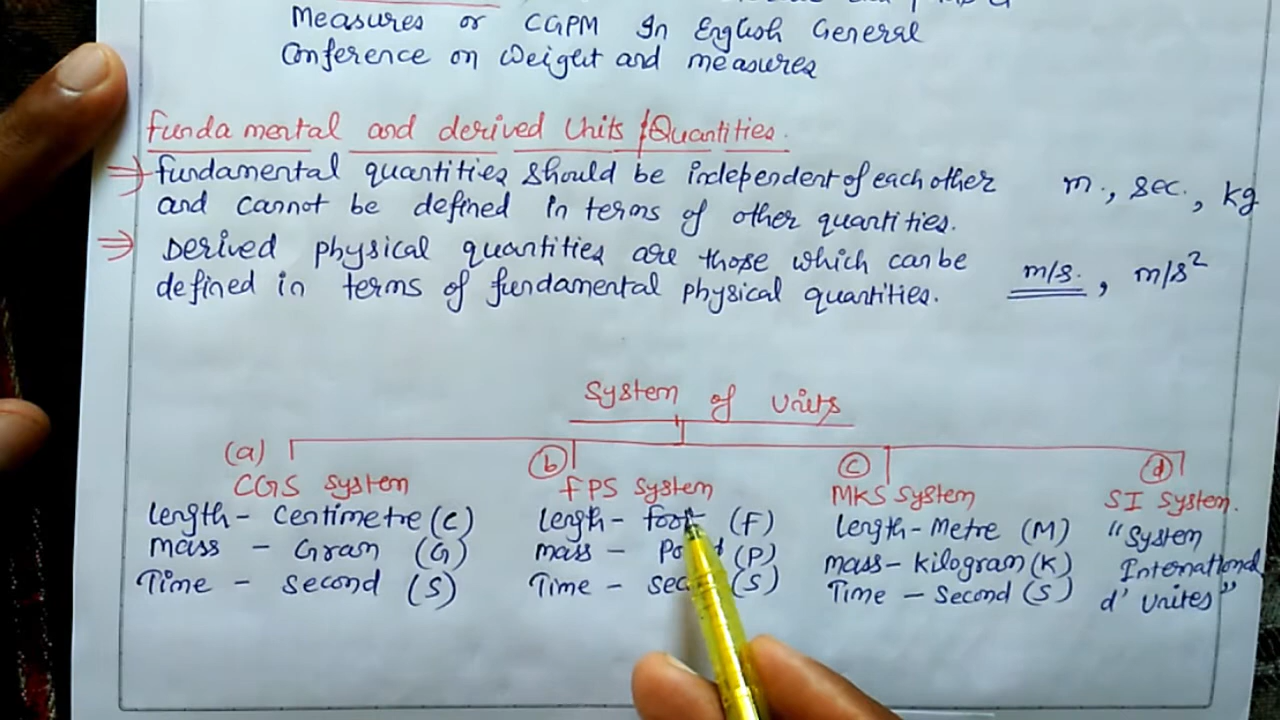 Measures or CGPM In English General
Conference on Weight and measures
fundamental and derived Units / Quantities.
⇒ fundamental quantities should be independent of each other m., sec., kg
and cannot be defined in terms of other quantities.
⇒ Derived physical quantities are those which can be
defined in terms of fundamental physical quantities. m/s., m/s²
System of Units
(a) CGS System
Length - Centimetre (C)
mass - Gram (G)
Time - Second (S)
(b) FPS System
Length - foot (F)
mass - (P)
Time - (S)
(c) MKS System
Length - Metre (M)
mass - kilogram (K)
Time - Second (S)
(d) SI System.
"System
International
d' Unites"